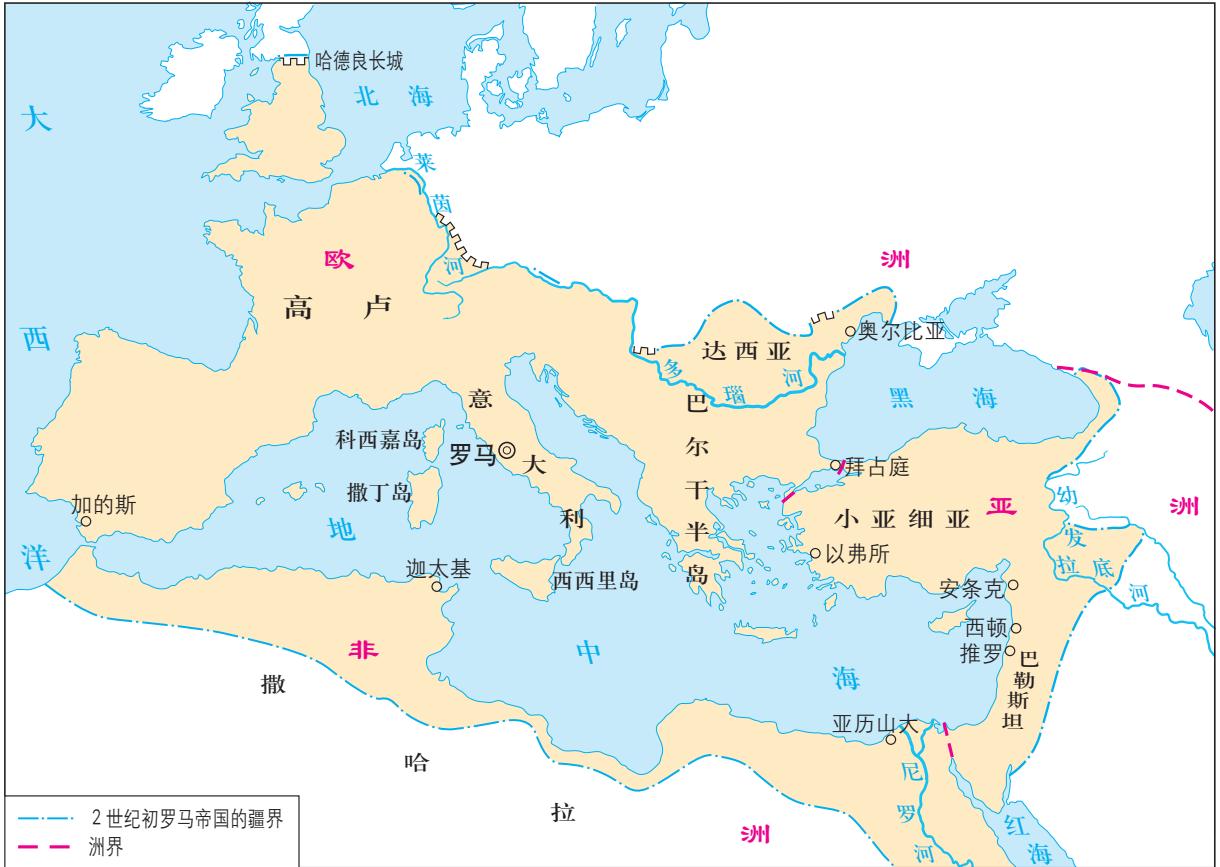 哈德良长城
北海
大西洋
莱茵河
欧洲
高卢
奥尔比亚
达西亚
多瑙河
黑海
意大利
巴尔干半岛
科西嘉岛
罗马
拜占庭
撒丁岛
加的斯
小亚细亚
亚洲
幼发拉底河
地中海
以弗所
迦太基
西西里岛
安条克
西顿
推罗
巴勒斯坦
非洲
撒哈拉
亚历山大
尼罗河
红海
2世纪初罗马帝国的疆界
洲界